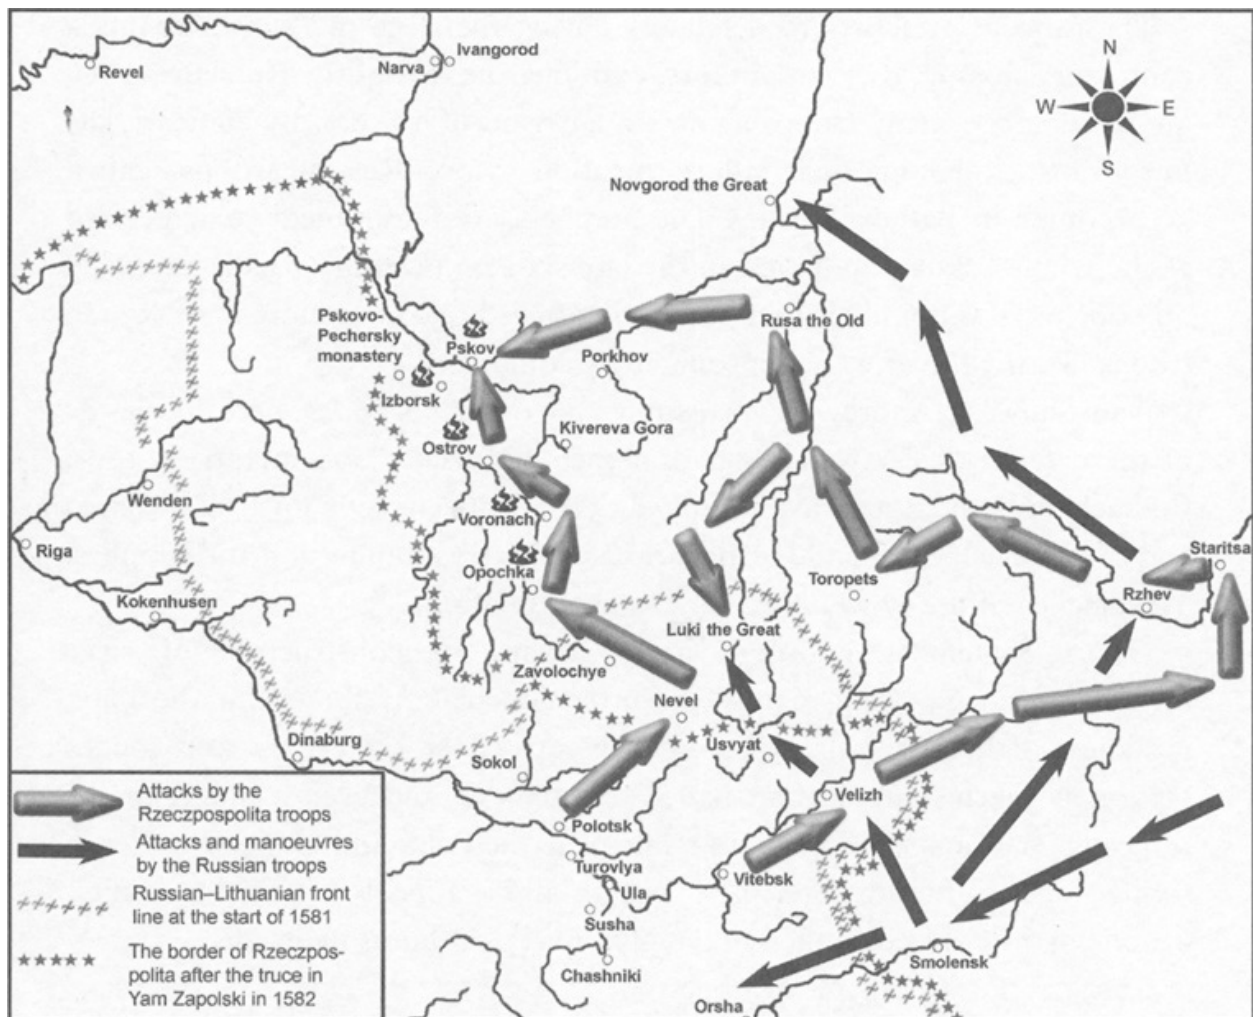 Ivangorod
Revel
Narva
N
W
E
S
Novgorod the Great
Pskovo-
Pechersky
monastery
Pskov
Rusa the Old
Porkhov
Izborsk
Kivereva Gora
Ostrov
Wenden
Voronach
Riga
Opochka
Toropets
Staritsa
Rzhev
Kokenhusen
Luki the Great
Zavolochye
Nevel
Dinaburg
Usvyat
Sokol
Velizh
Polotsk
Turovlya
Vitebsk
Ula
Susha
Chashniki
Smolensk
Orsha
Attacks by the
Rzeczpospolita troops
Attacks and manoeuvres
by the Russian troops
Russian–Lithuanian front
line at the start of 1581
The border of Rzeczpos-
polita after the truce in
Yam Zapolski in 1582